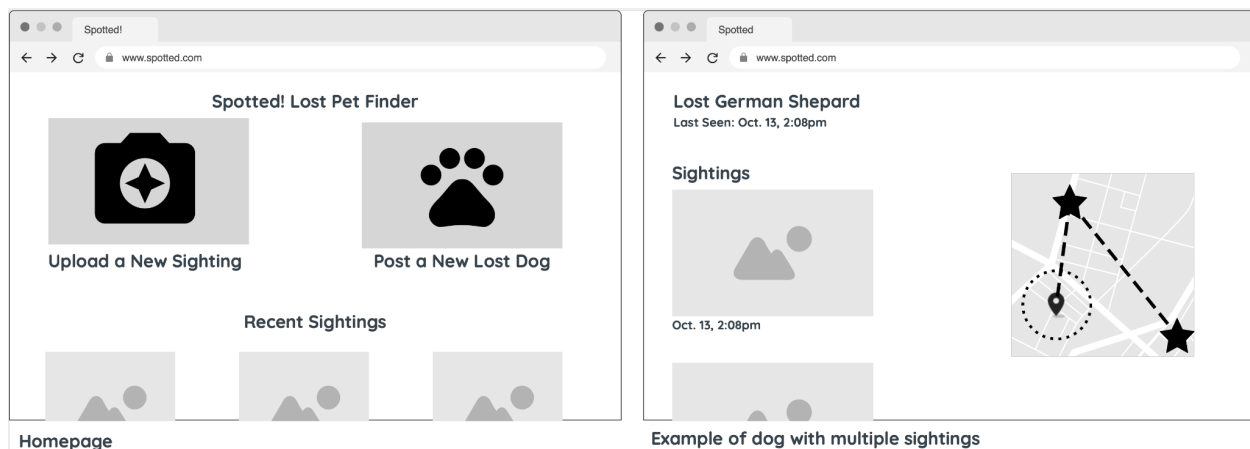 Spotted!
www.spotted.com
Spotted! Lost Pet Finder
Upload a New Sighting
Post a New Lost Dog
Recent Sightings
Homepage
Spotted
www.spotted.com
Lost German Shepard
Last Seen: Oct. 13, 2:08pm
Sightings
Oct. 13, 2:08pm
Example of dog with multiple sightings